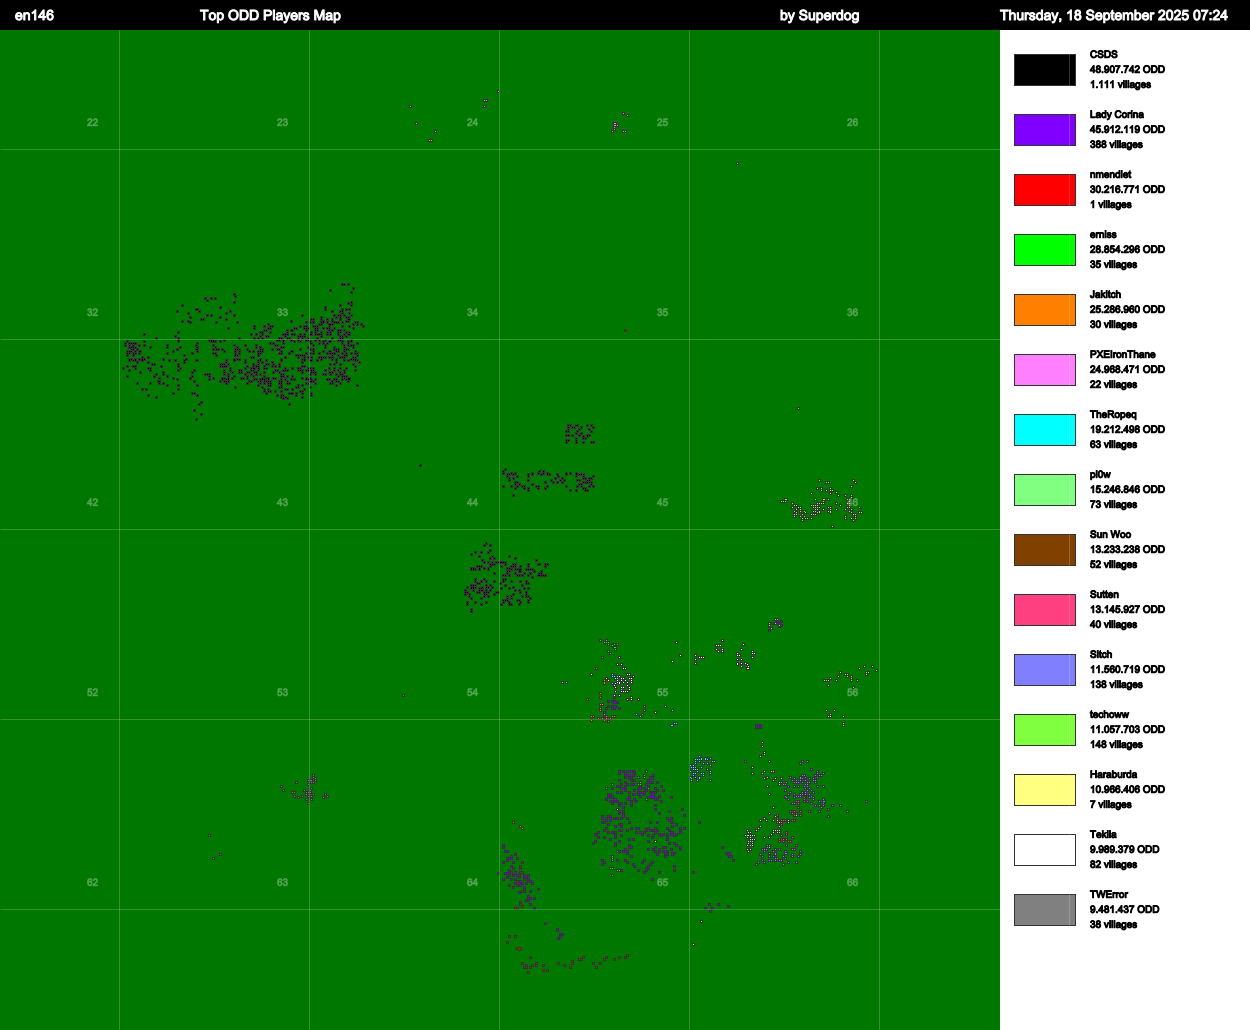 en146 Top ODD Players Map by Superdog Thursday, 18 September 2025 07:24
CSDS
48.907.742 ODD
1.111 villages
Lady Corina
45.912.119 ODD
388 villages
nmendiet
30.216.771 ODD
1 villages
erniss
28.854.296 ODD
35 villages
Jakitch
25.286.960 ODD
30 villages
PXEIronThane
24.968.471 ODD
22 villages
TheRopeq
19.212.498 ODD
63 villages
pl0w
15.246.846 ODD
73 villages
Sun Woo
13.233.238 ODD
52 villages
Sutten
13.145.927 ODD
40 villages
Sitch
11.560.719 ODD
138 villages
techoww
11.057.703 ODD
148 villages
Haraburda
10.966.406 ODD
7 villages
Tekila
9.989.379 ODD
82 villages
TWError
9.481.437 ODD
38 villages
22 23 24 25 26
32 33 34 35 36
42 43 44 45 46
52 53 54 55 56
62 63 64 65 66